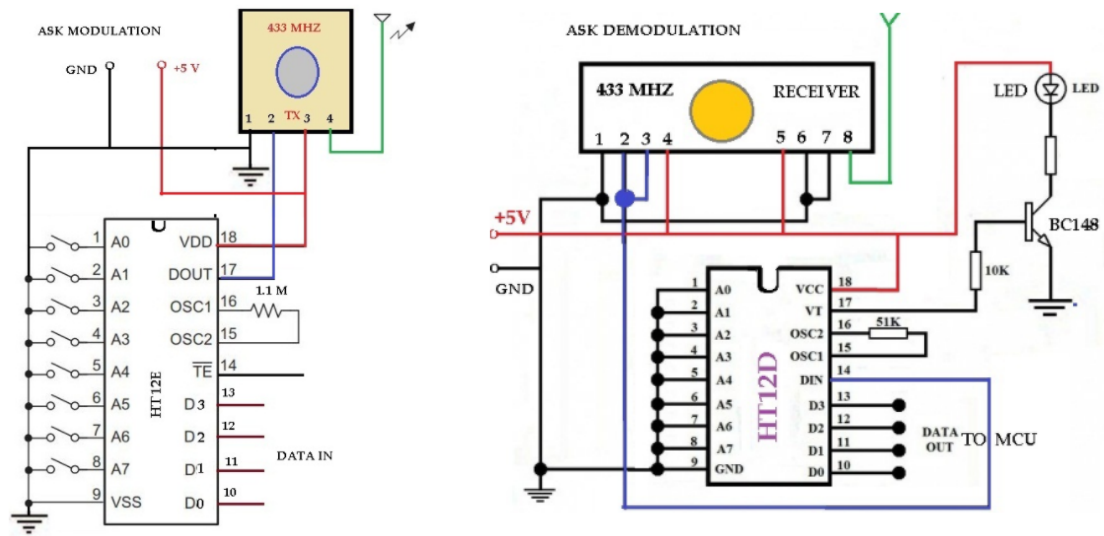 ASK MODULATION
GND
+5 V
433 MHZ
TX
1 2 3 4
1 A0 VDD 18
2 A1 DOUT 17
1.1 M
3 A2 OSC1 16
4 A3 OSC2 15
5 A4 TE 14
HT12E
6 A5 D3 13
7 A6 D2 12
DATA IN
8 A7 D1 11
9 VSS D0 10
ASK DEMODULATION
433 MHZ RECEIVER
1 2 3 4 5 6 7 8
LED LED
+5V
BC148
GND
10K
1 A0 VCC 18
2 A1 VT 17
3 A2 OSC2 16
51K
4 A3 OSC1 15
5 A4 DIN 14
HT12D
6 A5 D3 13
7 A6 D2 12
DATA OUT TO MCU
8 A7 D1 11
9 GND D0 10